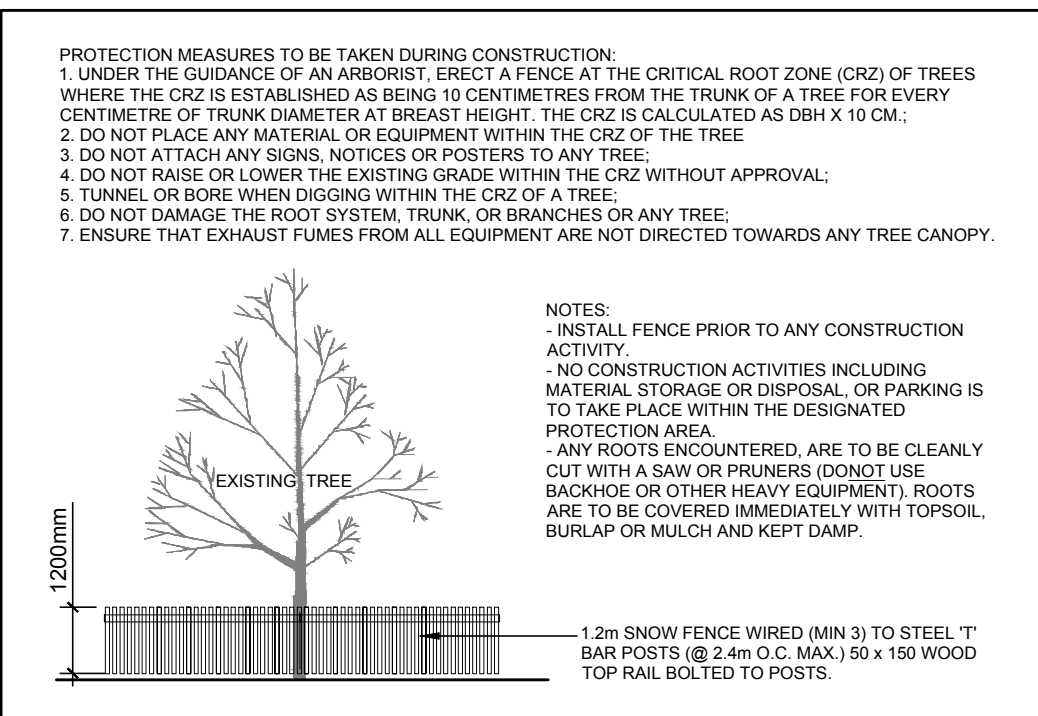 PROTECTION MEASURES TO BE TAKEN DURING CONSTRUCTION:
1. UNDER THE GUIDANCE OF AN ARBORIST, ERECT A FENCE AT THE CRITICAL ROOT ZONE (CRZ) OF TREES
WHERE THE CRZ IS ESTABLISHED AS BEING 10 CENTIMETRES FROM THE TRUNK OF A TREE FOR EVERY
CENTIMETRE OF TRUNK DIAMETER AT BREAST HEIGHT. THE CRZ IS CALCULATED AS DBH X 10 CM.;
2. DO NOT PLACE ANY MATERIAL OR EQUIPMENT WITHIN THE CRZ OF THE TREE
3. DO NOT ATTACH ANY SIGNS, NOTICES OR POSTERS TO ANY TREE;
4. DO NOT RAISE OR LOWER THE EXISTING GRADE WITHIN THE CRZ WITHOUT APPROVAL;
5. TUNNEL OR BORE WHEN DIGGING WITHIN THE CRZ OF A TREE;
6. DO NOT DAMAGE THE ROOT SYSTEM, TRUNK, OR BRANCHES OR ANY TREE;
7. ENSURE THAT EXHAUST FUMES FROM ALL EQUIPMENT ARE NOT DIRECTED TOWARDS ANY TREE CANOPY.
NOTES:
- INSTALL FENCE PRIOR TO ANY CONSTRUCTION
ACTIVITY.
- NO CONSTRUCTION ACTIVITIES INCLUDING
MATERIAL STORAGE OR DISPOSAL, OR PARKING IS
TO TAKE PLACE WITHIN THE DESIGNATED
PROTECTION AREA.
- ANY ROOTS ENCOUNTERED, ARE TO BE CLEANLY
CUT WITH A SAW OR PRUNERS (DONOT USE
BACKHOE OR OTHER HEAVY EQUIPMENT). ROOTS
ARE TO BE COVERED IMMEDIATELY WITH TOPSOIL,
BURLAP OR MULCH AND KEPT DAMP.
EXISTING TREE
1200mm
1.2m SNOW FENCE WIRED (MIN 3) TO STEEL 'T'
BAR POSTS (@ 2.4m O.C. MAX.) 50 x 150 WOOD
TOP RAIL BOLTED TO POSTS.